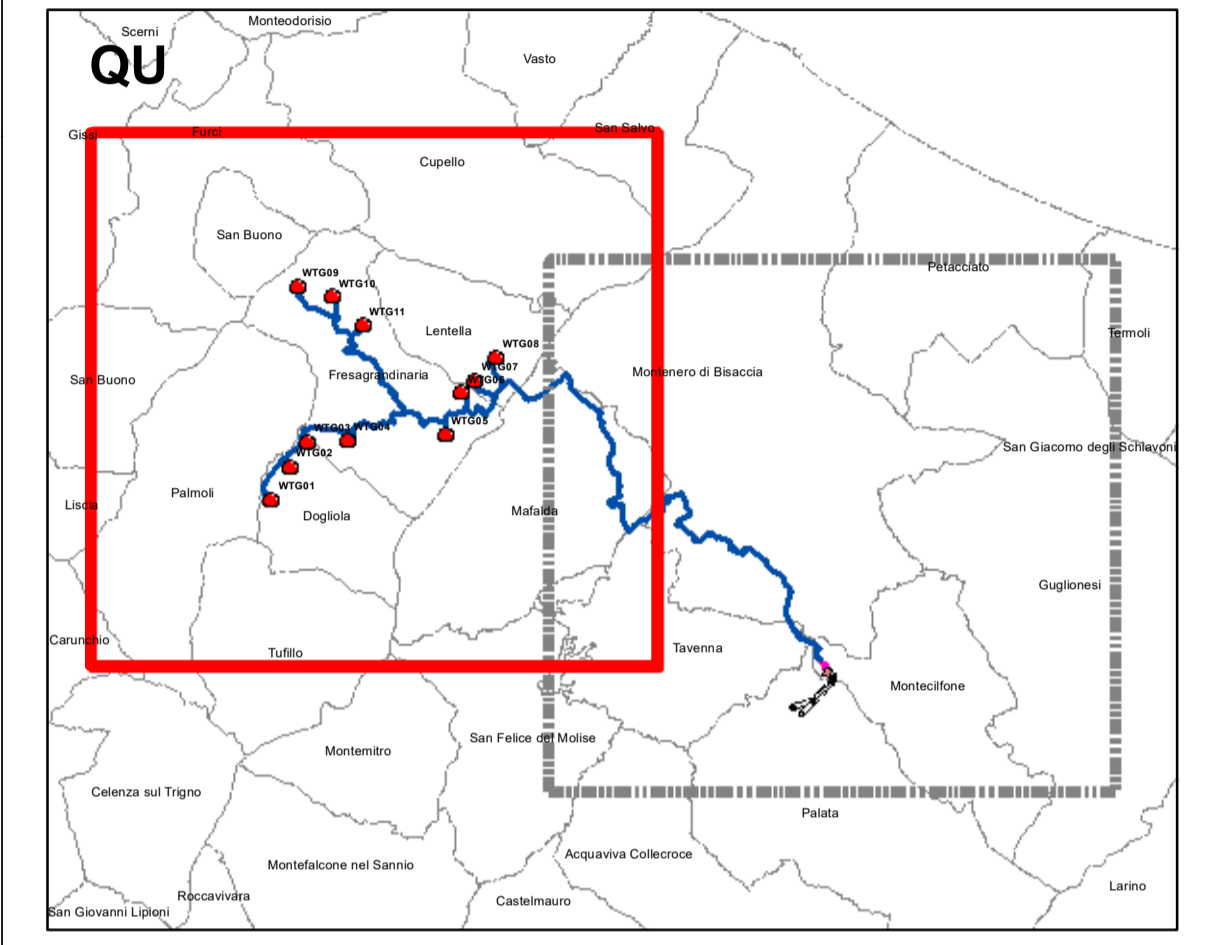 Monteodorisio
Scerni
QU
Vasto
San Salvo
Furci
Gissi
Cupello
San Buono
Petacciato
WTG09
WTG10
WTG11
Lentella
Termoli
WTG08
WTG07
Montenero di Bisaccia
Fresagrandinaria
WTG06
San Buono
WTG05
WTG03
WTG04
San Giacomo degli Schiavoni
WTG02
WTG01
Palmoli
Liscia
Mafalda
Dogliola
Guglionesi
Carunchio
Tavenna
Tufillo
Montecilfone
San Felice del Molise
Montemitro
Celenza sul Trigno
Palata
Acquaviva Collecroce
Montefalcone nel Sannio
Larino
Roccavivara
Castelmauro
San Giovanni Lipioni